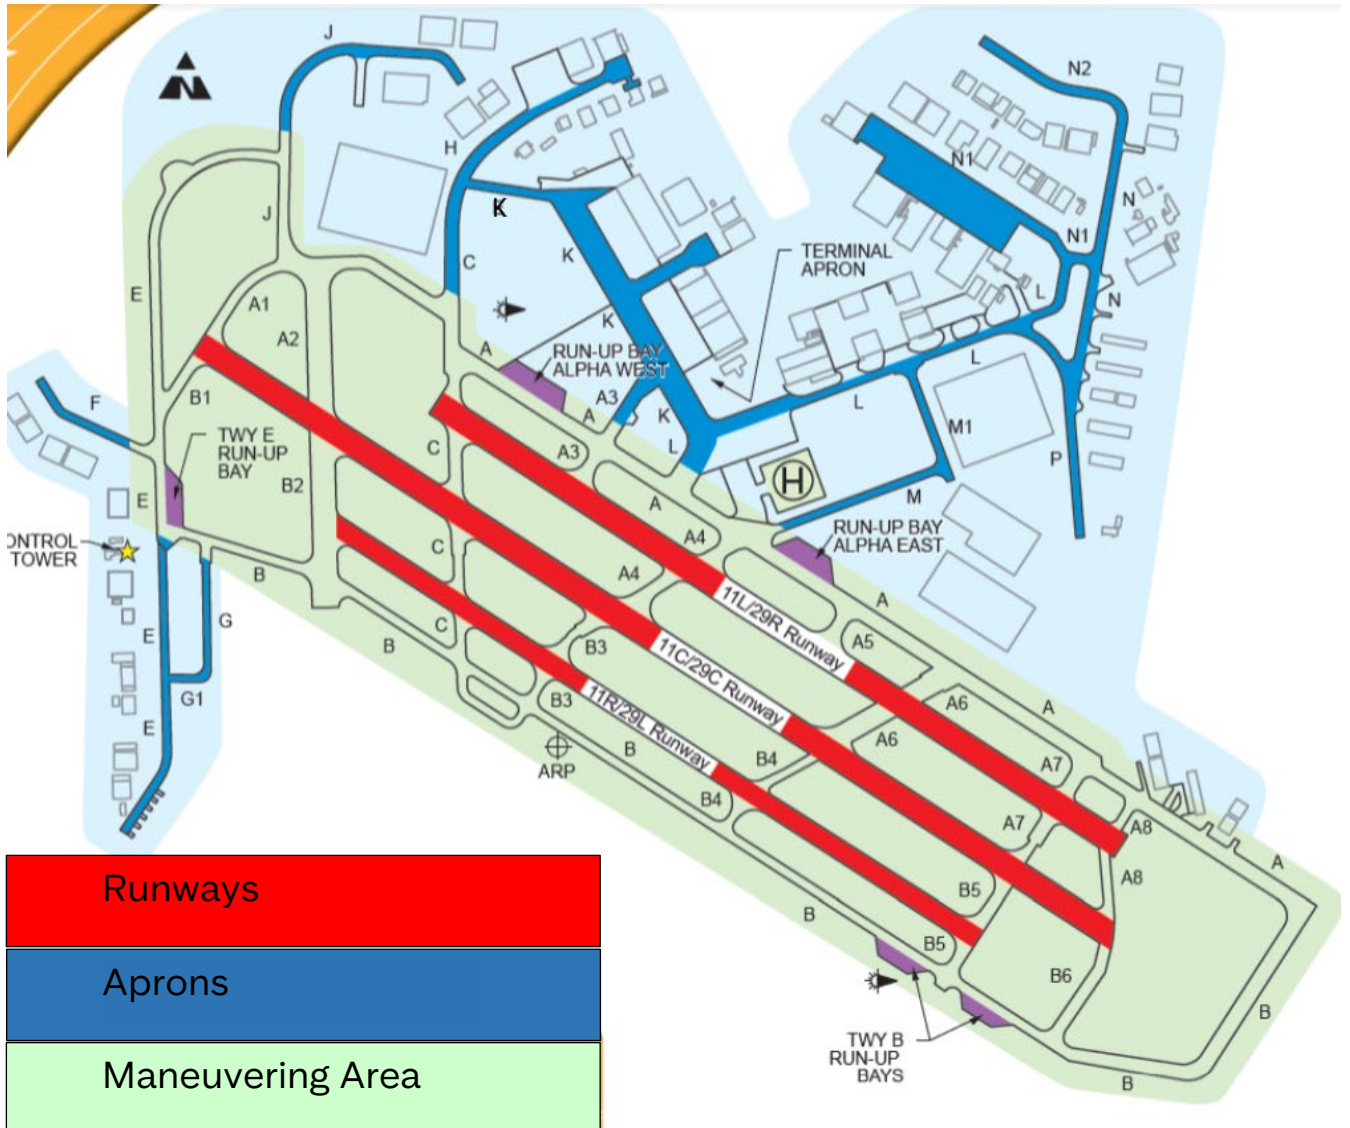 J
N2
N
H
N1
J
K
K
C
TERMINAL
APRON
N
N1
E
A1
A2
L
N
K
A
RUN-UP BAY
ALPHA WEST
L
F
B1
A3
A
K
L
M1
TWY E
RUN-UP
BAY
C
A3
L
P
E
B2
A
H
M
ONTROL
TOWER
A4
RUN-UP BAY
ALPHA EAST
C
B
A4
A
11L/29R Runway
E
G
C
B
B3
11C/29C Runway
A5
G1
B3
11R/29L Runway
A6
A
E
B
A6
ARP
B4
A7
B4
A7
A8
A
A8
B5
B
B5
B6
B
TWY B
RUN-UP
BAYS
B
Runways
Aprons
Maneuvering Area